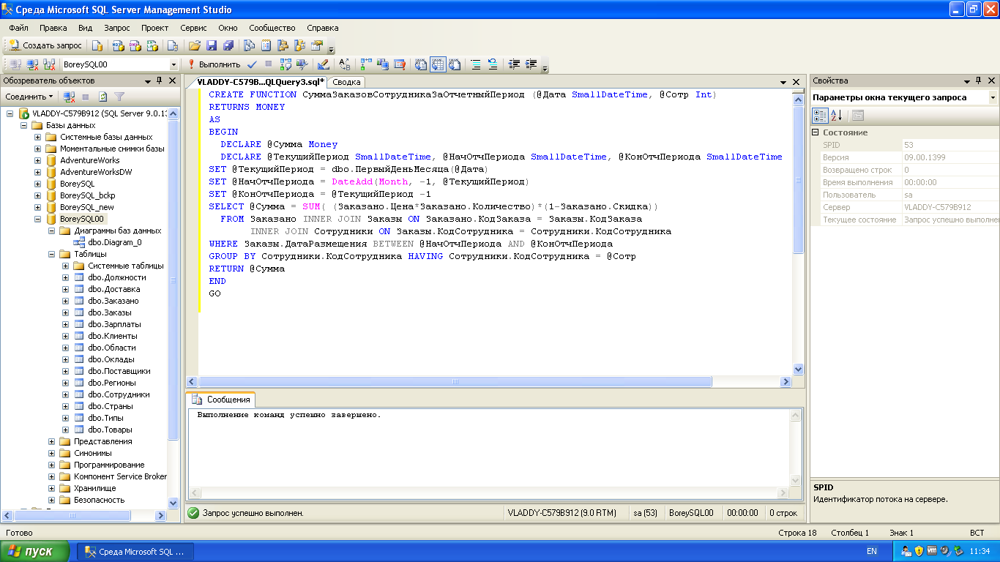 Среда Microsoft SQL Server Management Studio
Файл Правка Вид Запрос Проект Сервис Окно Сообщество Справка
Создать запрос
BoreySQL00 Выполнить
Обозреватель объектов
Соединить
VLADDY-C579B912 (SQL Server 9.0.13
Базы данных
Системные базы данных
Моментальные снимки базы
AdventureWorks
AdventureWorksDW
BoreySQL
BoreySQL_bckp
BoreySQL_new
BoreySQL00
Диаграммы баз данных
dbo.Diagram_0
Таблицы
Системные таблицы
dbo.Должности
dbo.Доставка
dbo.Заказано
dbo.Заказы
dbo.Зарплаты
dbo.Клиенты
dbo.Области
dbo.Оклады
dbo.Поставщики
dbo.Регионы
dbo.Сотрудники
dbo.Страны
dbo.Типы
dbo.Товары
Представления
Синонимы
Программирование
Компонент Service Broker
Хранилище
Безопасность
VLADDY-C579B...QLQuery3.sql* Сводка
CREATE FUNCTION СуммаЗаказовСотрудникаЗаОтчетныйПериод (@Дата SmallDateTime, @Сотр Int)
RETURNS MONEY
AS
BEGIN
DECLARE @Сумма Money
DECLARE @ТекущийПериод SmallDateTime, @НачОтчПериода SmallDateTime, @КонОтчПериода SmallDateTime
SET @ТекущийПериод = dbo.ПервыйДеньМесяца(@Дата)
SET @НачОтчПериода = DateAdd(Month, -1, @ТекущийПериод)
SET @КонОтчПериода = @ТекущийПериод -1
SELECT @Сумма = SUM( (Заказано.Цена*Заказано.Количество)*(1-Заказано.Скидка))
FROM Заказано INNER JOIN Заказы ON Заказано.КодЗаказа = Заказы.КодЗаказа
INNER JOIN Сотрудники ON Заказы.КодСотрудника = Сотрудники.КодСотрудника
WHERE Заказы.ДатаРазмещения BETWEEN @НачОтчПериода AND @КонОтчПериода
GROUP BY Сотрудники.КодСотрудника HAVING Сотрудники.КодСотрудника = @Сотр
RETURN @Сумма
END
GO
Сообщения
Выполнение команд успешно завершено.
Запрос успешно выполнен. VLADDY-C579B912 (9.0 RTM) sa (53) BoreySQL00 00:00:00 0 строк
Свойства
Параметры окна текущего запроса
Состояние
SPID 53
Версия 09.00.1399
Возвращено строк 0
Время выполнения 00:00:00
Пользователь sa
Сервер VLADDY-C579B912
Текущее состояние Запрос успешно выполнен
SPID
Идентификатор потока на сервере.
Готово Строка 18 Столбец 1 Знак 1 ВСТ
пуск Среда Microsoft SQL ... EN 11:34